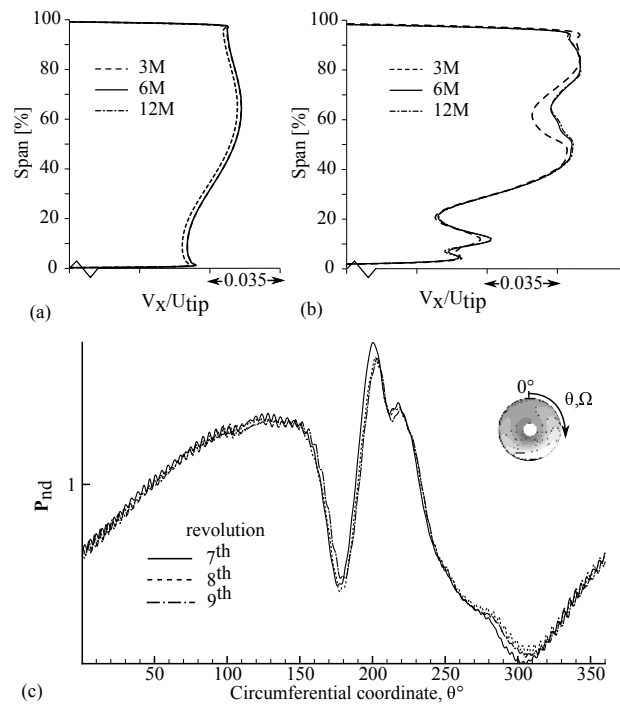 100
80
60
40
20
0
Span [%]
3M
6M
12M
0.035
Vx/Utip
(a)
100
80
60
40
20
0
Span [%]
3M
6M
12M
0.035
Vx/Utip
(b)
0°
θ,Ω
1
Pnd
revolution
7th
8th
9th
50 100 150 200 250 300 350
Circumferential coordinate, θ°
(c)